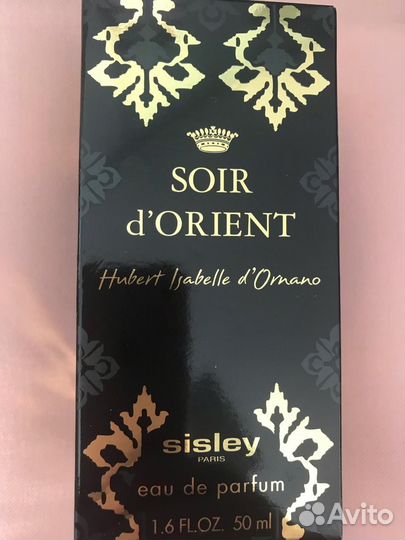 SOIR
d'ORIENT
Hubert Isabelle d'Ornano
sisley
PARIS
eau de parfum
1.6 FL.OZ. 50 ml
Avito